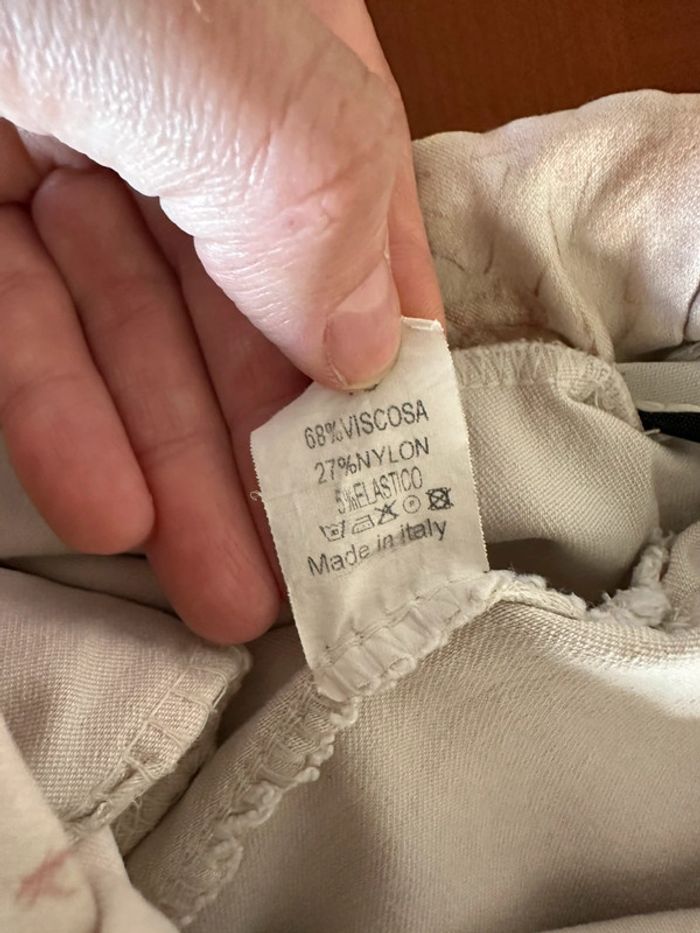 68%VISCOSA
27%NYLON
5%ELASTICO
Made in italy